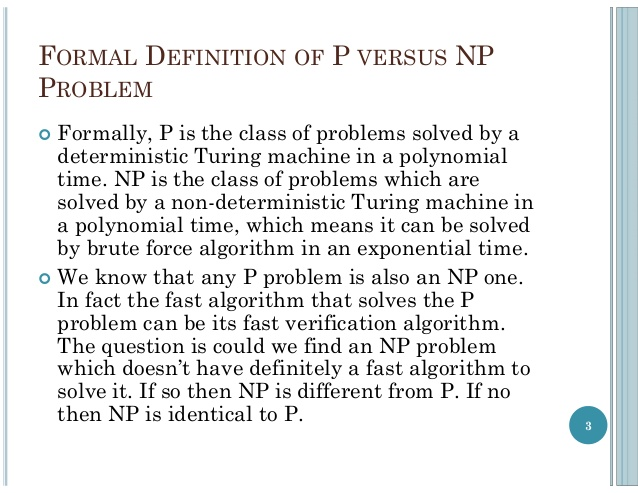 FORMAL DEFINITION OF P VERSUS NP
PROBLEM
Formally, P is the class of problems solved by a
deterministic Turing machine in a polynomial
time. NP is the class of problems which are
solved by a non-deterministic Turing machine in
a polynomial time, which means it can be solved
by brute force algorithm in an exponential time.
We know that any P problem is also an NP one.
In fact the fast algorithm that solves the P
problem can be its fast verification algorithm.
The question is could we find an NP problem
which doesn't have definitely a fast algorithm to
solve it. If so then NP is different from P. If no
then NP is identical to P.
3